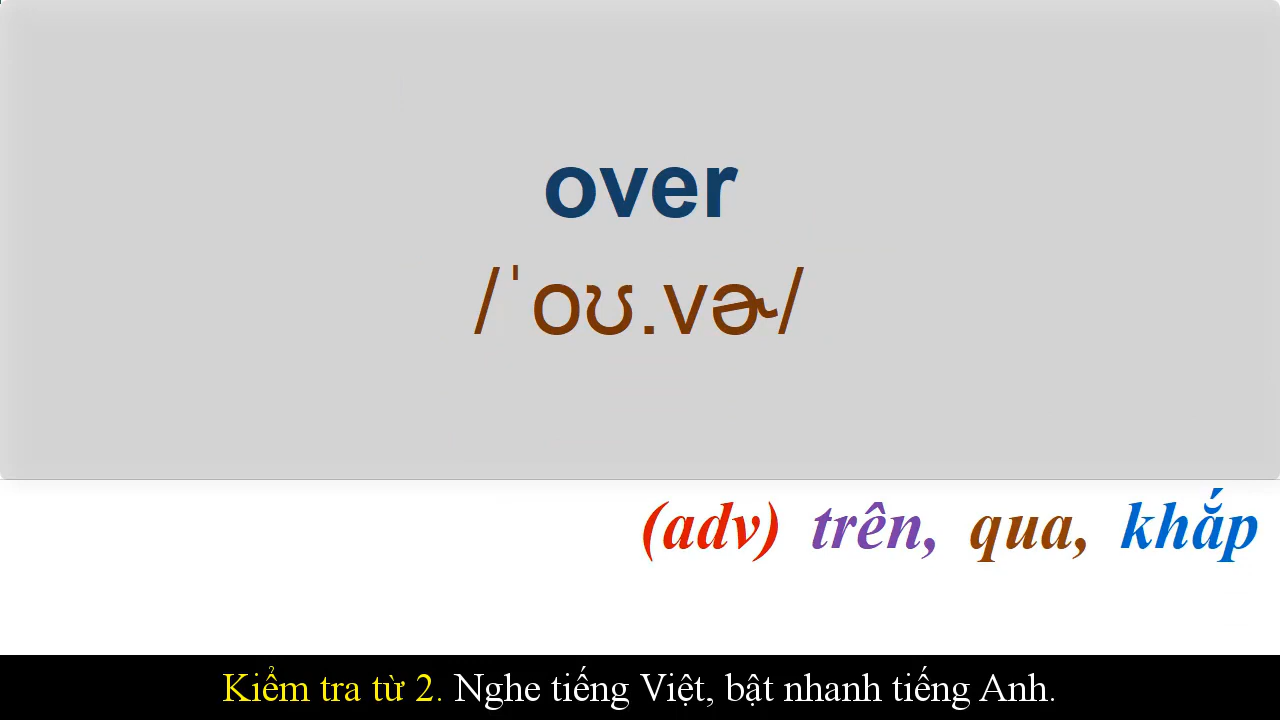 over
/ˈoʊ.vɚ/
(adv) trên, qua, khắp
Kiểm tra từ 2. Nghe tiếng Việt, bật nhanh tiếng Anh.